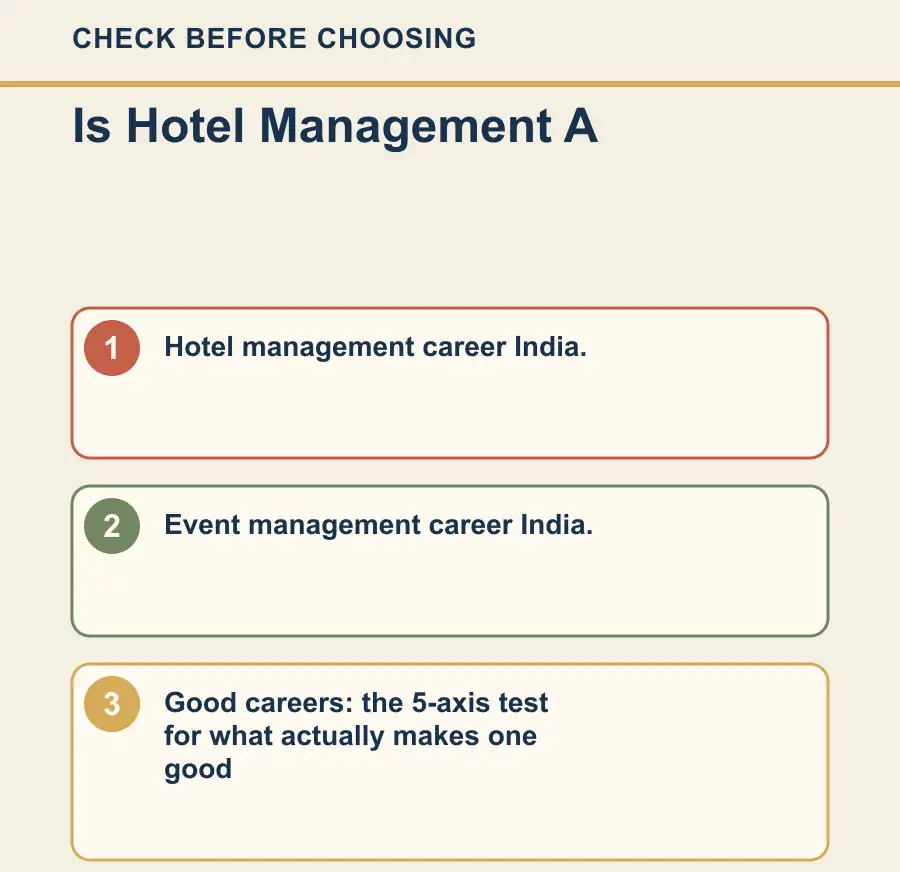 CHECK BEFORE CHOOSING
Is Hotel Management A
1
Hotel management career India.
2
Event management career India.
3
Good careers: the 5-axis test
for what actually makes one
good